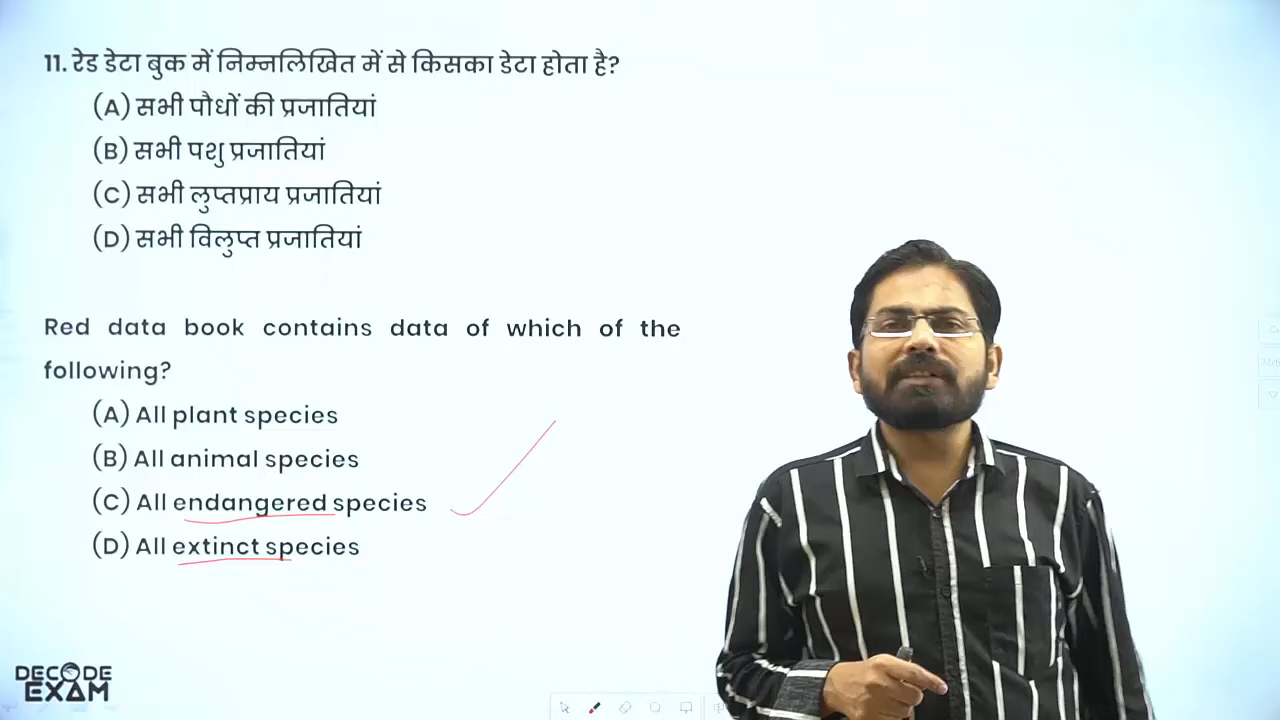 11. रेड डेटा बुक में निम्नलिखित में से किसका डेटा होता है?
(A) सभी पौधों की प्रजातियां
(B) सभी पशु प्रजातियां
(C) सभी लुप्तप्राय प्रजातियां
(D) सभी विलुप्त प्रजातियां
Red data book contains data of which of the
following?
(A) All plant species
(B) All animal species
(C) All endangered species
(D) All extinct species
DECODE
EXAM